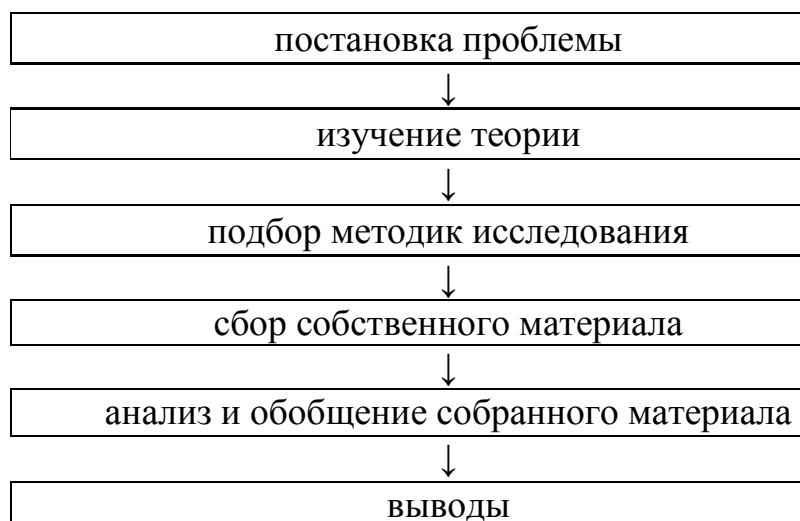 постановка проблемы
↓
изучение теории
↓
подбор методик исследования
↓
сбор собственного материала
↓
анализ и обобщение собранного материала
↓
выводы